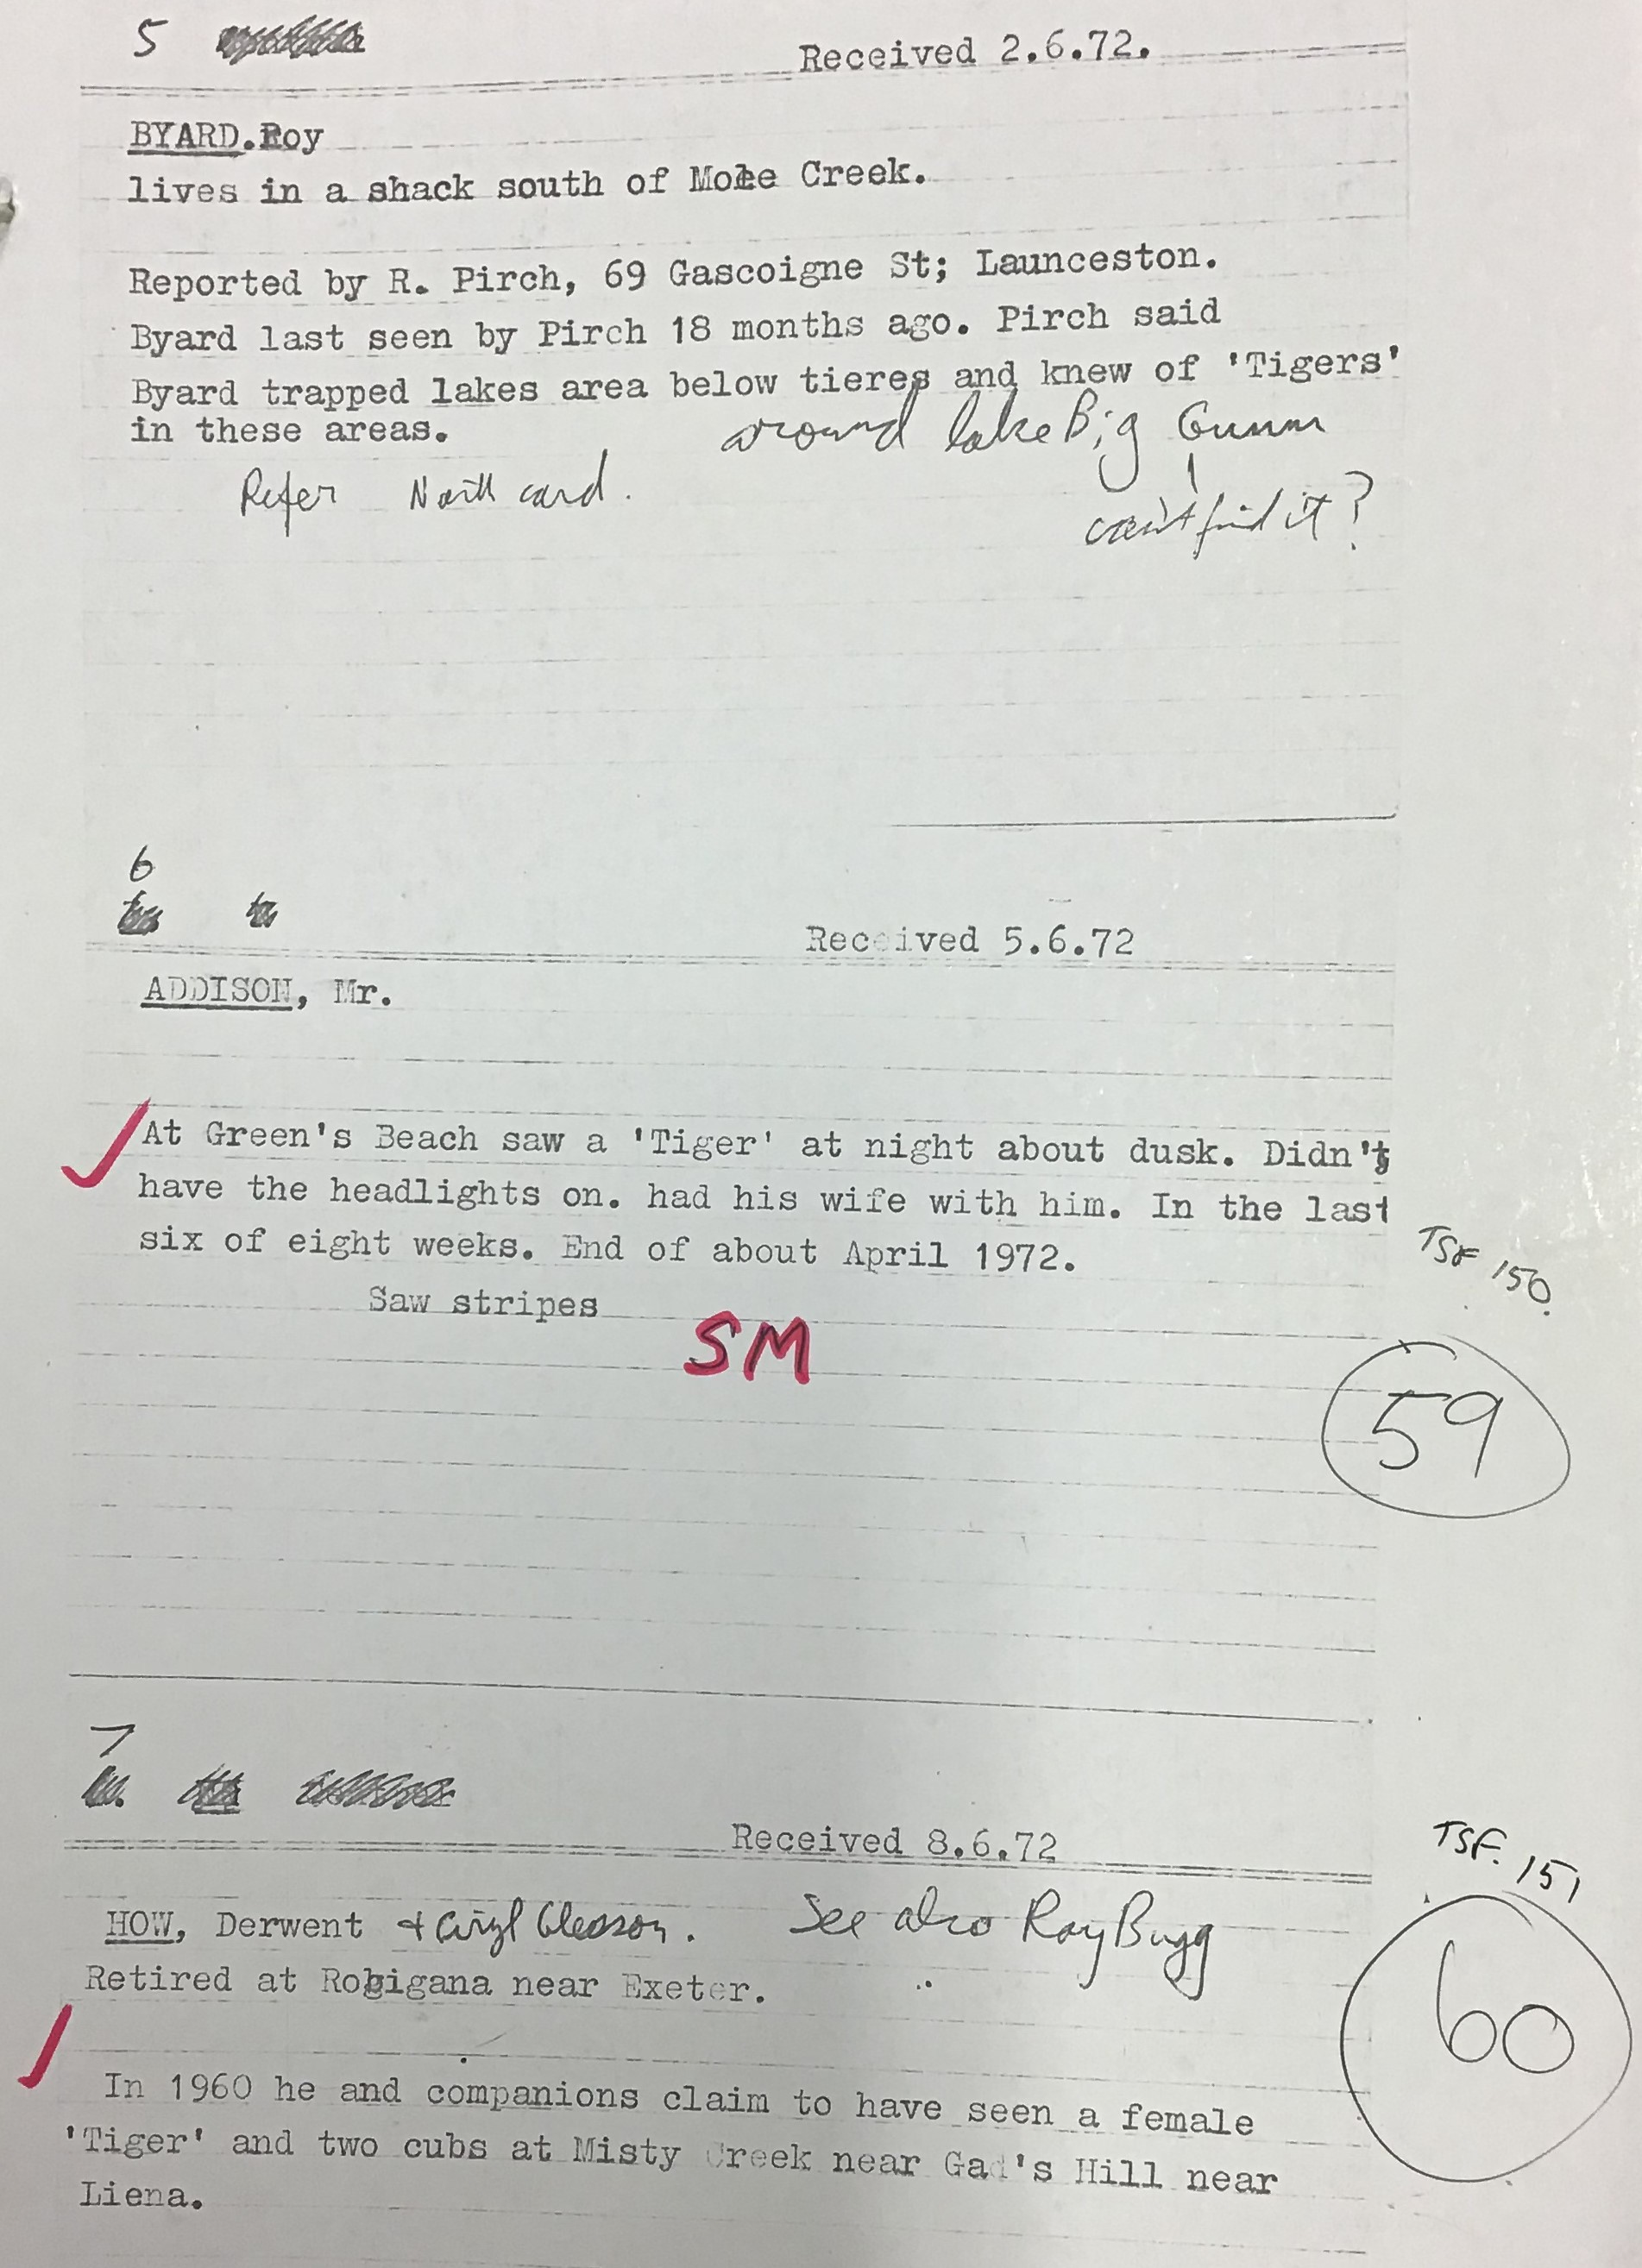 5
Received 2.6.72.
BYARD.Roy
lives in a shack south of Mole Creek.
Reported by R. Pirch, 69 Gascoigne St; Launceston.
Byard last seen by Pirch 18 months ago. Pirch said
Byard trapped lakes area below tieres and knew of 'Tigers'
in these areas. around lake Big Gunn
Refer North card.
can't find it?
6
Received 5.6.72
ADDISON, Mr.
At Green's Beach saw a 'Tiger' at night about dusk. Didn't
have the headlights on. had his wife with him. In the last
six of eight weeks. End of about April 1972.
TSF 150.
Saw stripes
SM
59
7
Received 8.6.72
TSF. 151
HOW, Derwent + Gleeson. See also Ray Bugg
Retired at Robigana near Exeter.
60
In 1960 he and companions claim to have seen a female
'Tiger' and two cubs at Misty Creek near Gad's Hill near
Liena.